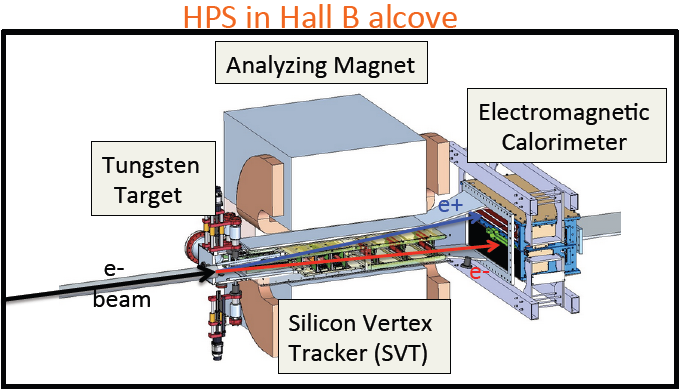 HPS in Hall B alcove
Analyzing Magnet
Electromagnetic
Calorimeter
Tungsten
Target
e+
e-
beam
e-
Silicon Vertex
Tracker (SVT)